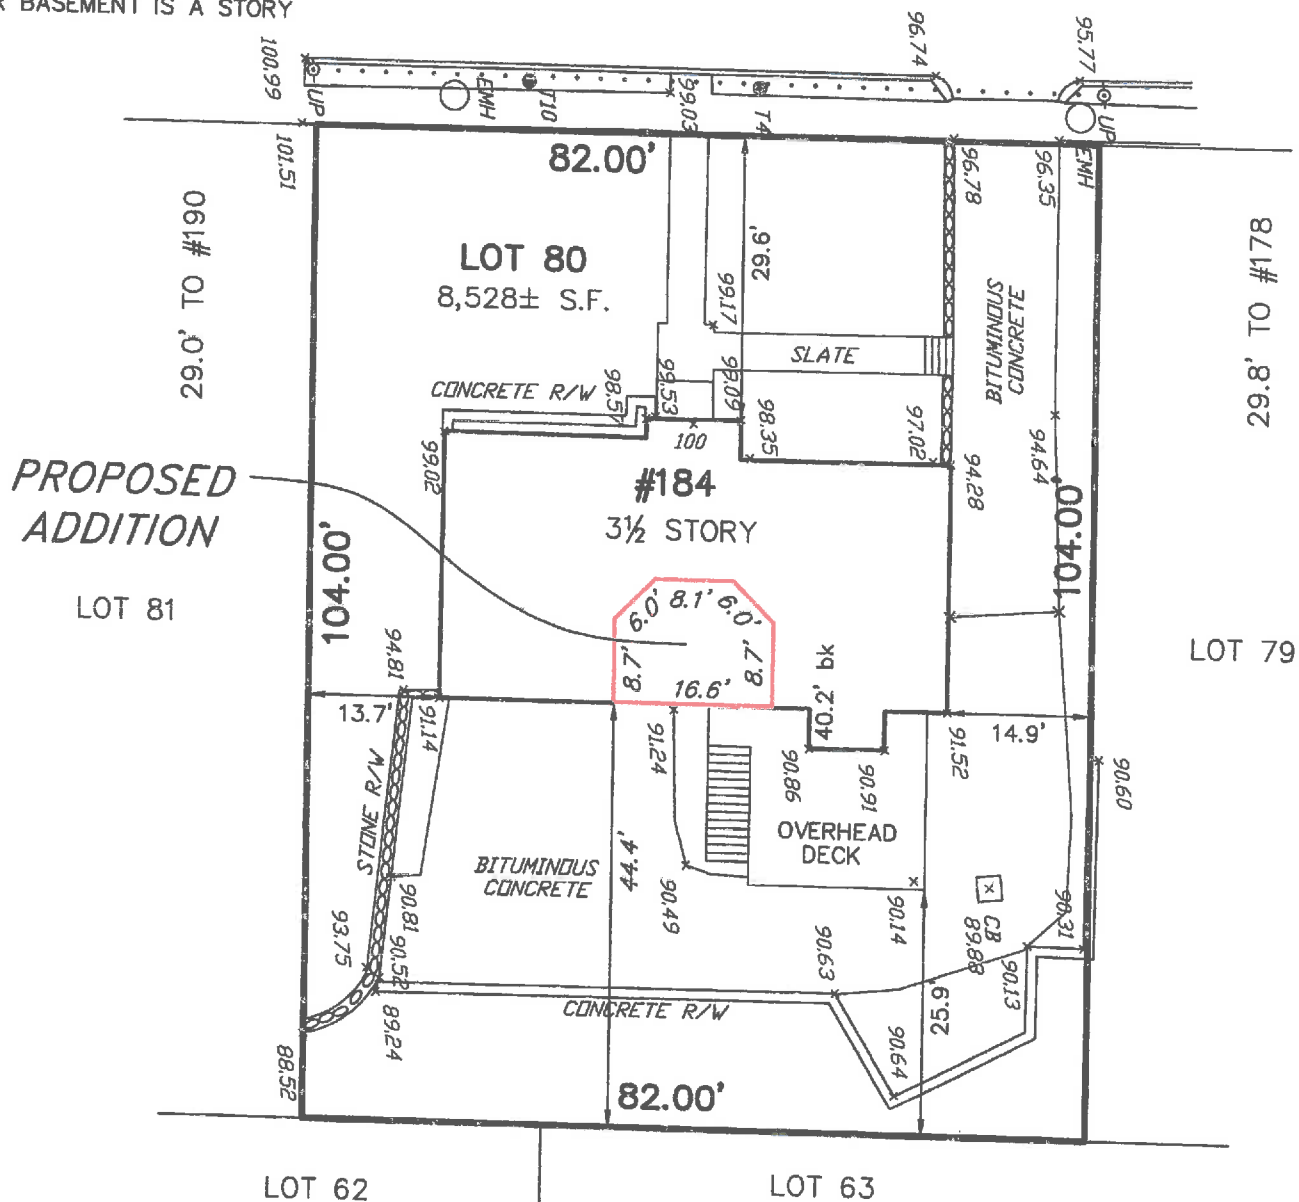 R BASEMENT IS A STORY
96.74
95.77
100.99
UP
EMH
T10
99.03
T4
UP
EMH
101.51
82.00'
96.78
96.35
29.0' TO #190
LOT 80
8,528± S.F.
29.6'
99.17
BITUMINOUS
CONCRETE
29.8' TO #178
SLATE
CONCRETE R/W
98.57
99.53
99.09
100
98.35
97.02
99.02
94.64
94.28
PROPOSED
ADDITION
#184
3½ STORY
104.00'
104.00
LOT 81
6.0'
8.1'
6.0'
8.7'
8.7'
16.6'
40.2' bk
LOT 79
94.81
13.7'
91.14
91.24
90.86
90.91
91.52
14.9'
90.60
STONE R/W
OVERHEAD
DECK
BITUMINOUS
CONCRETE
44.4'
90.49
90.14
CB
89.88
90.31
90.81
93.75
90.52
90.63
90.13
CONCRETE R/W
25.9'
89.24
90.64
88.52
82.00'
LOT 62
LOT 63